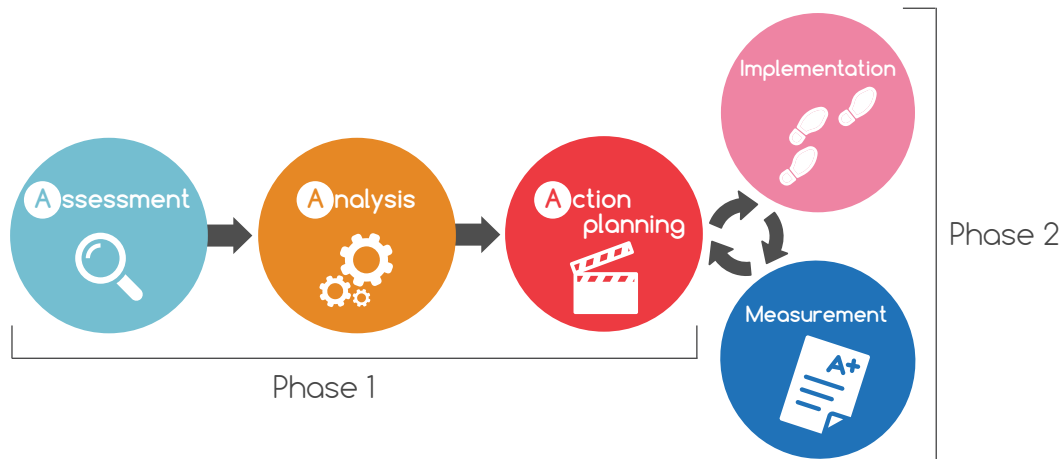 Assessment
Analysis
Action
planning
Implementation
Measurement
A+
Phase 1
Phase 2